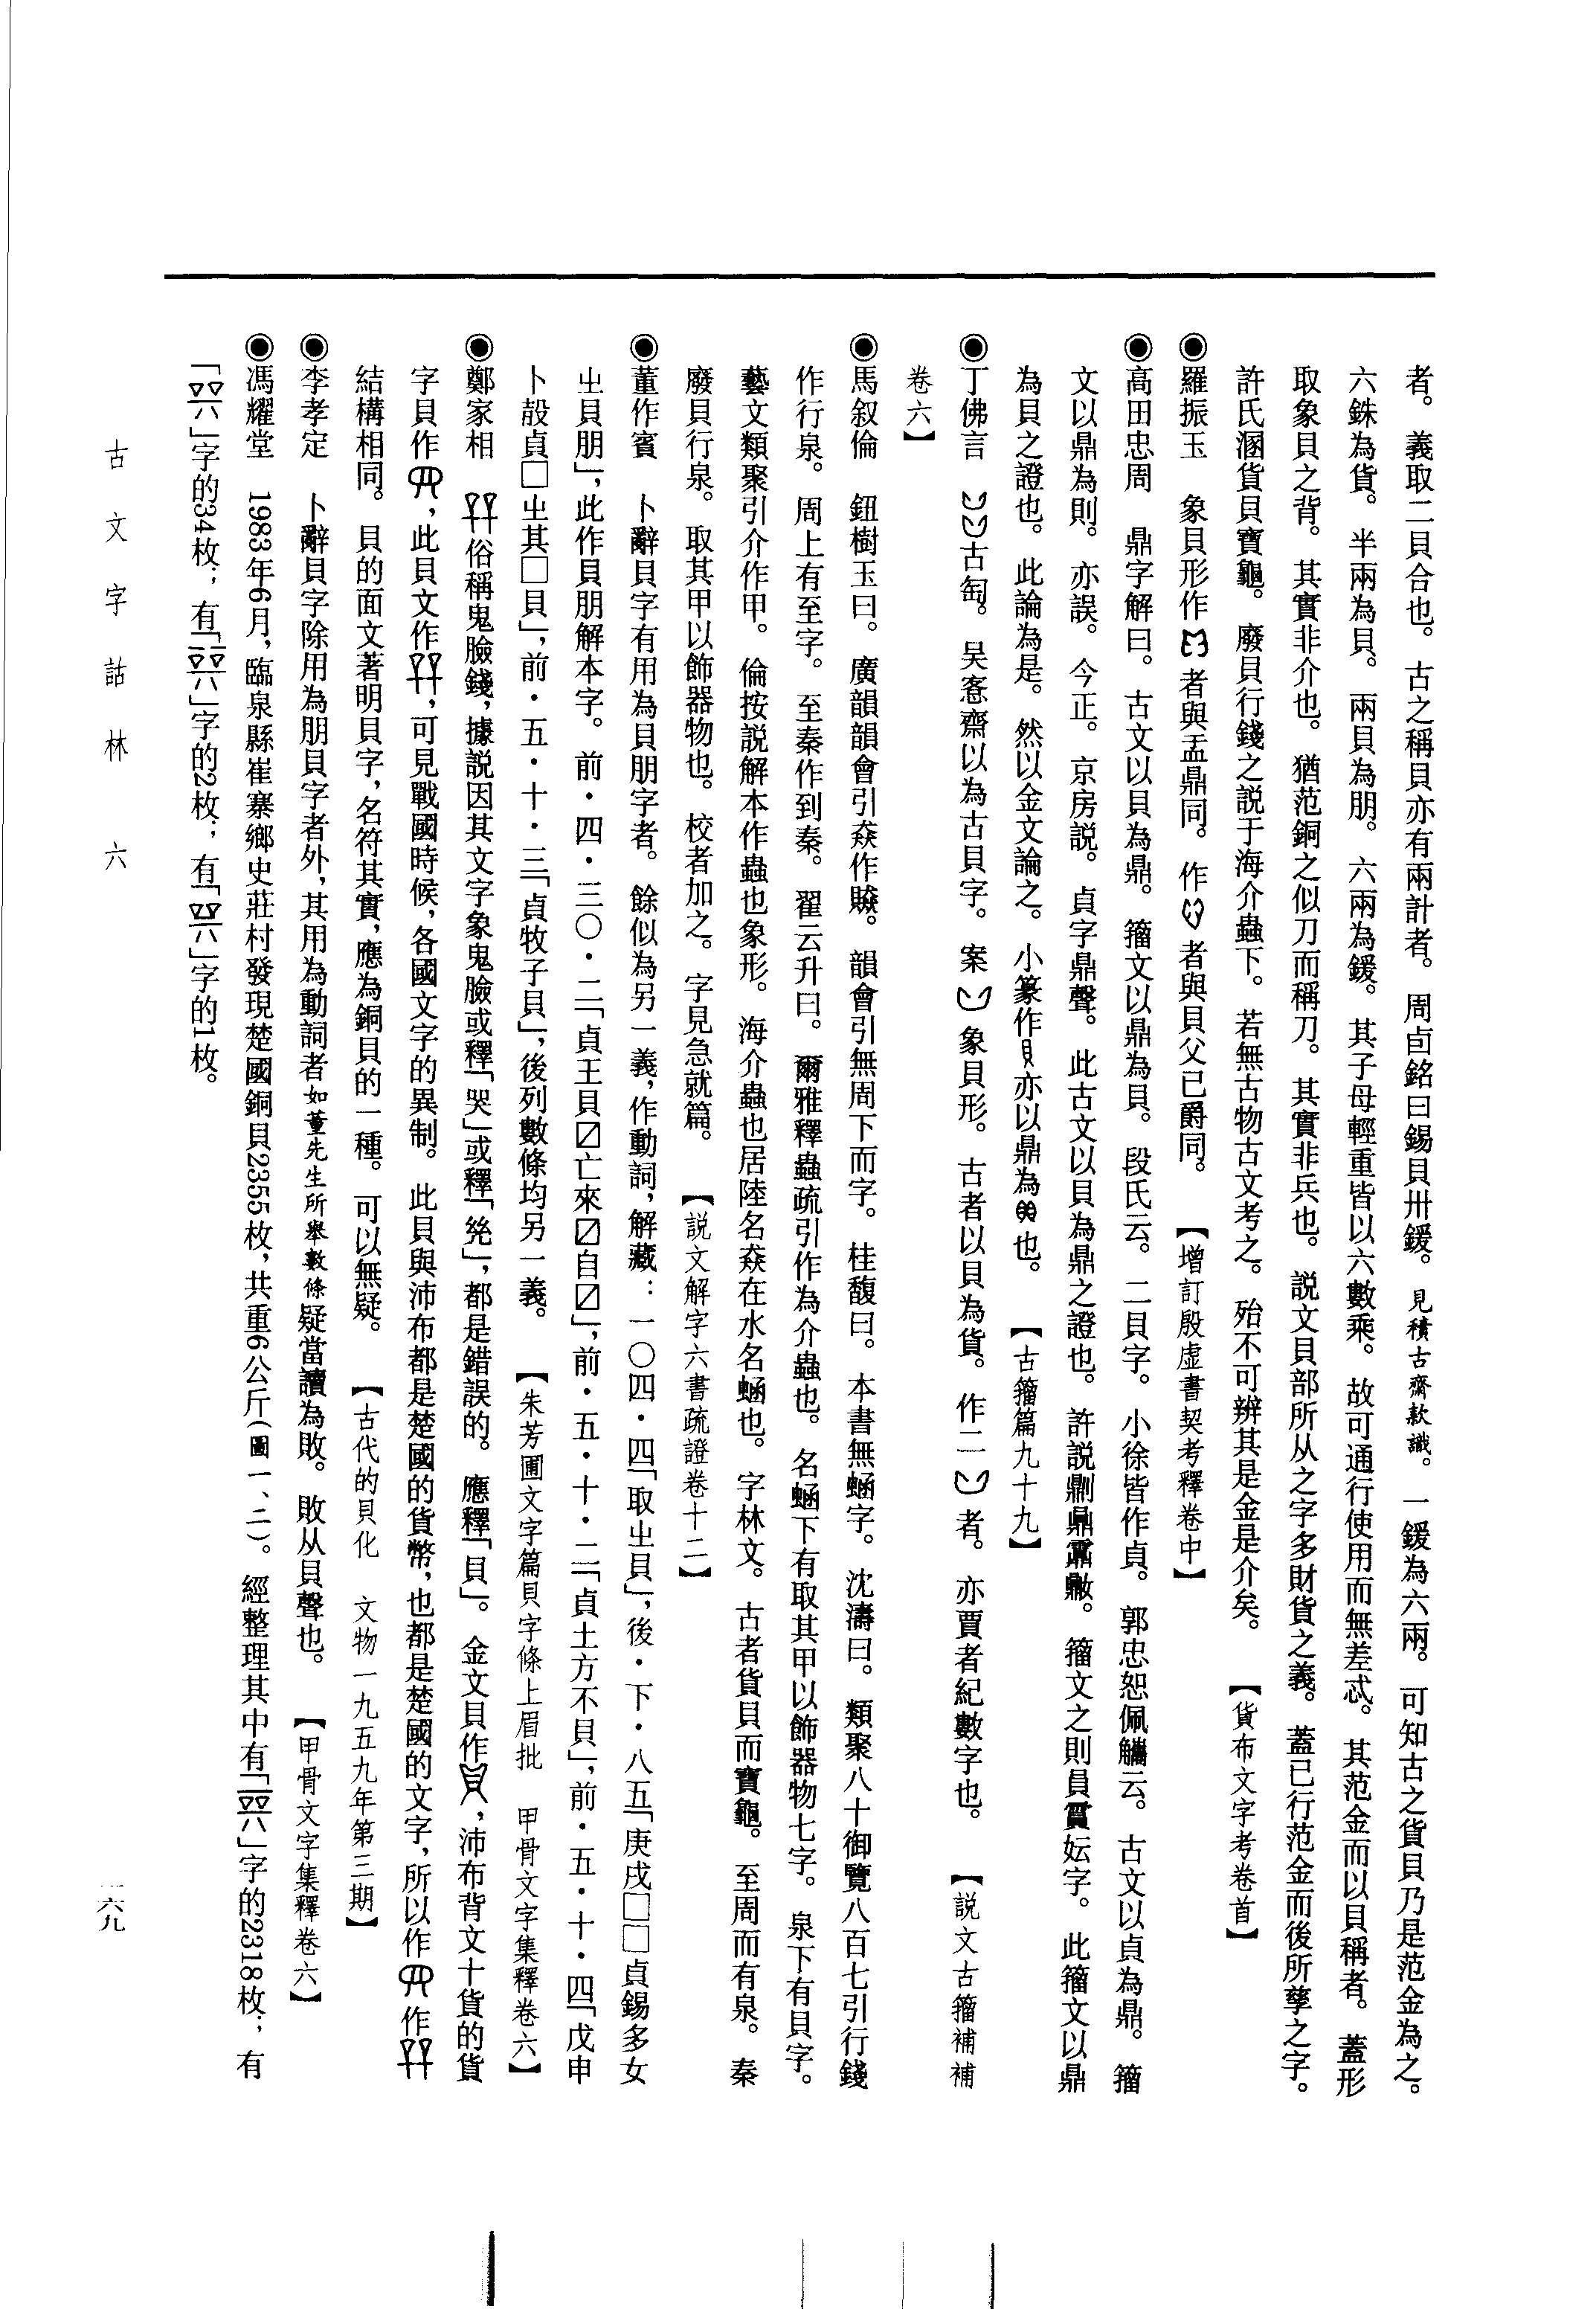 者。義取二貝合也。古之稱貝亦有兩計者。周卣銘曰錫貝卅鍰。見積古齋款識。一鍰為六兩。可知古之貨貝乃是范金為之。
六銖為貨。半兩為貝。兩貝為朋。六兩為鍰。其子母輕重皆以六數乘。故可通行使用而無差忒。其范金而以貝稱者。蓋形
取象貝之背。其實非介也。猶范銅之似刀而稱刀。其實非兵也。説文貝部所从之字多財貨之義。蓋已行范金而後所孳之字。
許氏溷貨貝寶龜。廢貝行錢之説于海介蟲下。若無古物古文考之。殆不可辨其是金是介矣。【貨布文字考卷首】
◉羅振玉 象貝形作 者與盂鼎同。作 者與貝父已爵同。【增訂殷虛書契考釋卷中】
◉高田忠周 鼎字解曰。古文以貝為鼎。籀文以鼎為貝。段氏云。二貝字。小徐皆作貞。郭忠恕佩觿云。古文以貞為鼎。籀
文以鼎為則。亦誤。今正。京房説。貞字鼎聲。此古文以貝為鼎之證也。許説鼎 。籀文之則員 妘字。此籀文以鼎
為貝之證也。此論為是。然以金文論之。小篆作 亦以鼎為 也。【古籀篇九十九】
◉丁佛言 古匋。吴愙齋以為古貝字。案 象貝形。古者以貝為貨。作二 者。亦賈者紀數字也。【説文古籀補補
卷六】
◉馬叙倫 鈕樹玉曰。廣韻韻會引猋作贆。韻會引無周下而字。桂馥曰。本書無蜬字。沈濤曰。類聚八十御覽八百七引行錢
作行泉。周上有至字。至秦作到秦。翟云升曰。爾雅釋蟲疏引作為介蟲也。名蜬下有取其甲以飾器物七字。泉下有貝字。
藝文類聚引介作甲。倫按説解本作蟲也象形。海介蟲也居陸名猋在水名蜬也。字林文。古者貨貝而寶龜。至周而有泉。秦
廢貝行泉。取其甲以飾器物也。校者加之。字見急就篇。【説文解字六書疏證卷十二】
◉董作賓 卜辭貝字有用為貝朋字者。餘似為另一義，作動詞，解藏：一〇四・四「取㞢貝」，後・下・八五「庚戌□□貞錫多女
㞢貝朋」，此作貝朋解本字。前・四・三〇・二「貞王貝〼亡來〼自〼」，前・五・十・二「貞土方不貝」，前・五・十・四「戊申
卜㱿貞□㞢其□貝」，前・五・十・三「貞牧子貝」，後列數條均另一義。【朱芳圃文字篇貝字條上眉批 甲骨文字集釋卷六】
◉鄭家相 俗稱鬼臉錢，據説因其文字象鬼臉或釋「哭」或釋「㒭」，都是錯誤的。應釋「貝」。金文貝作 ，沛布背文十貨的貨
字貝作 ，此貝文作 ，可見戰國時候，各國文字的異制。此貝與沛布都是楚國的貨幣，也都是楚國的文字，所以作 作
結構相同。貝的面文著明貝字，名符其實，應為銅貝的一種。可以無疑。【古代的貝化 文物一九五九年第三期】
◉李孝定 卜辭貝字除用為朋貝字者外，其用為動詞者如董先生所舉數條疑當讀為敗。敗从貝聲也。【甲骨文字集釋卷六】
◉馮耀堂 1983年6月，臨泉縣崔寨鄉史莊村發現楚國銅貝2355枚，共重6公斤（圖一、二）。經整理其中有「 」字的2318枚；有
「 」字的34枚；有「 」字的2枚；有「 」字的1枚。
古文字詁林 六
一六九